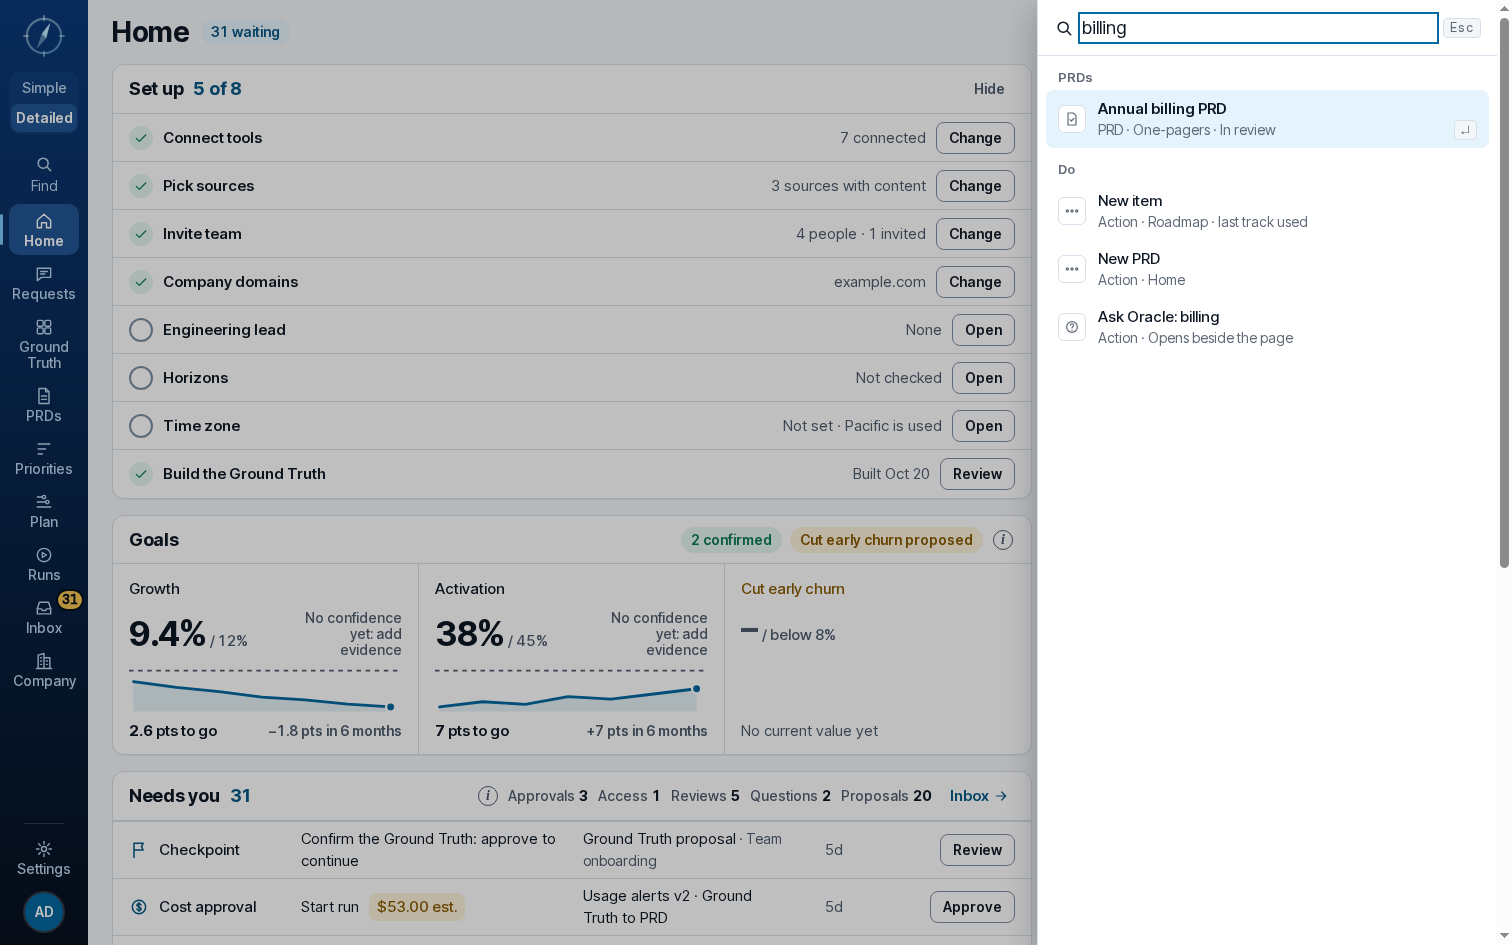 Simple
Detailed
Find
Home
Requests
Ground
Truth
PRDs
Priorities
Plan
Runs
31
Inbox
Company
Settings
AD
Home 31 waiting
Set up 5 of 8 Hide
Connect tools 7 connected Change
Pick sources 3 sources with content Change
Invite team 4 people · 1 invited Change
Company domains example.com Change
Engineering lead None Open
Horizons Not checked Open
Time zone Not set · Pacific is used Open
Build the Ground Truth Built Oct 20 Review
Goals 2 confirmed Cut early churn proposed i
Growth
9.4% / 12%
No confidence
yet: add
evidence
2.6 pts to go −1.8 pts in 6 months
Activation
38% / 45%
No confidence
yet: add
evidence
7 pts to go +7 pts in 6 months
Cut early churn
– / below 8%
No current value yet
Needs you 31 i Approvals 3 Access 1 Reviews 5 Questions 2 Proposals 20 Inbox →
Checkpoint
Confirm the Ground Truth: approve to
continue
Ground Truth proposal · Team
onboarding
5d
Review
Cost approval
Start run $53.00 est.
Usage alerts v2 · Ground
Truth to PRD
5d
Approve
billing Esc
PRDs
Annual billing PRD
PRD · One-pagers · In review
Do
New item
Action · Roadmap · last track used
New PRD
Action · Home
Ask Oracle: billing
Action · Opens beside the page